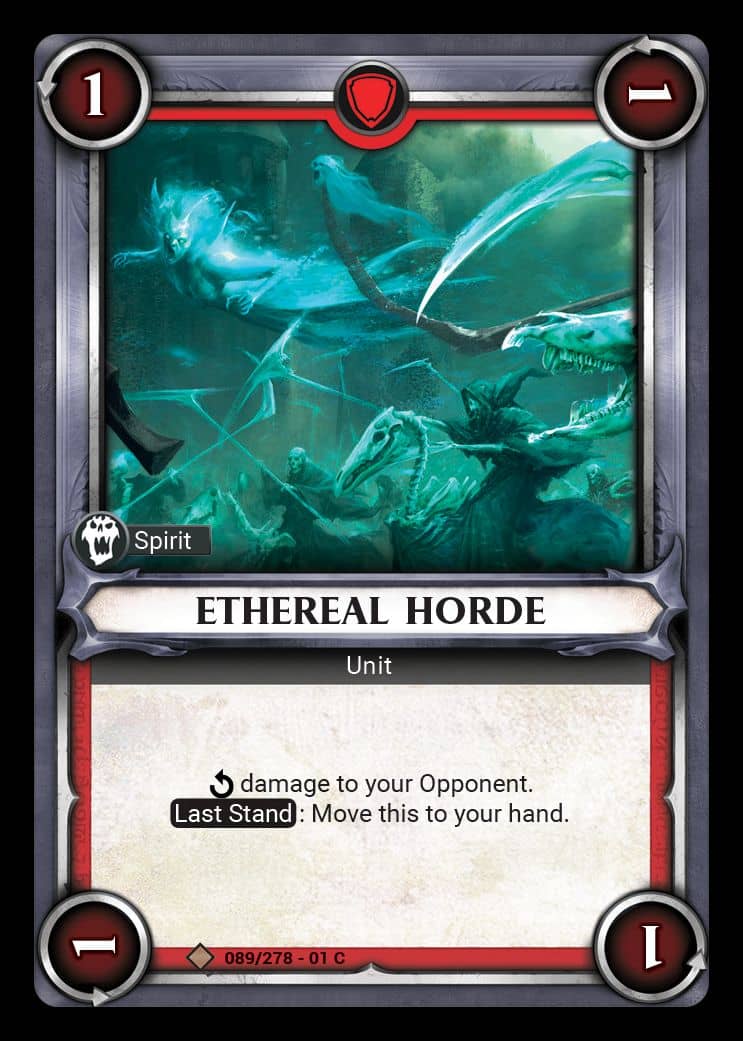 1 1
Spirit
ETHEREAL HORDE
Unit
damage to your Opponent.
Last Stand: Move this to your hand.
1 1
089/278 - 01 C